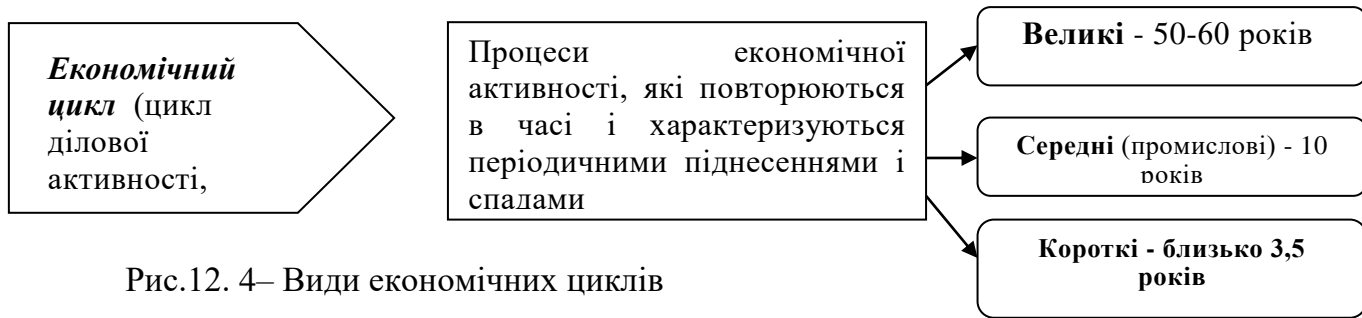 Економічний
цикл (цикл
ділової
активності,
Процеси економічної
активності, які повторюються
в часі і характеризуються
періодичними піднесеннями і
спадами
Великі - 50-60 років
Середні (промислові) - 10
років
Короткі - близько 3,5
років
Рис.12. 4– Види економічних циклів